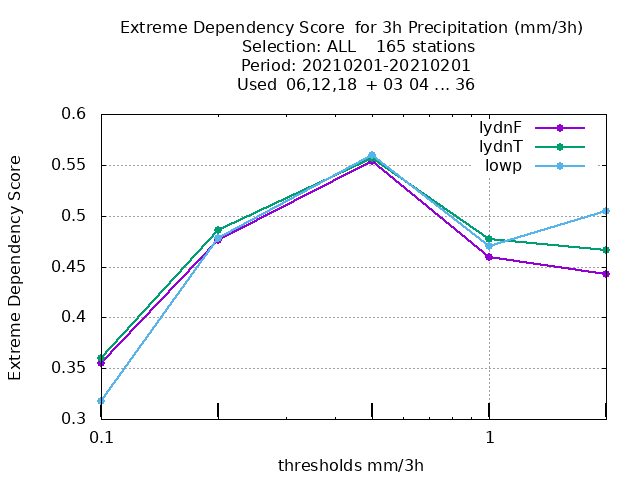 Extreme Dependency Score  for 3h Precipitation (mm/3h)
Selection: ALL    165 stations
Period: 20210201-20210201
Used  06,12,18  + 03 04 ... 36
lydnF
lydnT
lowp
Extreme Dependency Score
0.6
0.55
0.5
0.45
0.4
0.35
0.3
0.1
1
thresholds mm/3h